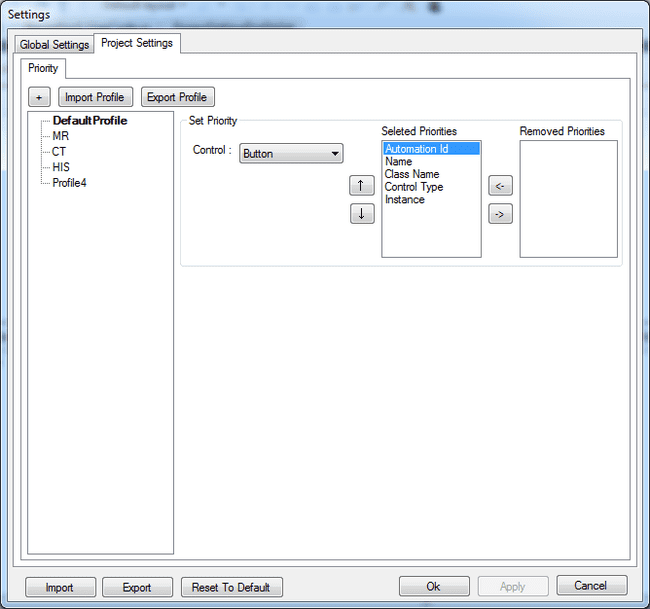 Settings
Global Settings
Project Settings
Priority
+
Import Profile
Export Profile
DefaultProfile
MR
CT
HIS
Profile4
Set Priority
Control :
Button
Seleted Priorities
Automation Id
Name
Class Name
Control Type
Instance
Removed Priorities
↑
↓
<-
->
Import
Export
Reset To Default
Ok
Apply
Cancel